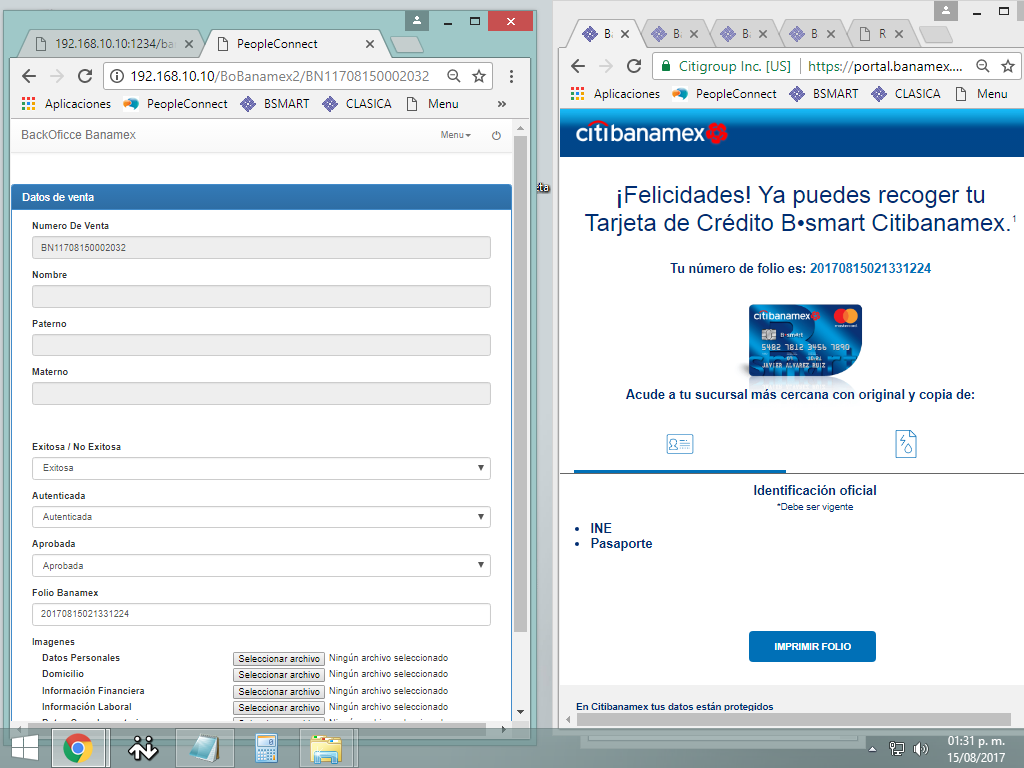 192.168.10.10:1234/ba
PeopleConnect
192.168.10.10/BoBanamex2/BN11708150002032
Aplicaciones PeopleConnect BSMART CLASICA Menu »
BackOficce Banamex Menu
Datos de venta
Numero De Venta
BN11708150002032
Nombre
Paterno
Materno
Exitosa / No Exitosa
Exitosa
Autenticada
Autenticada
Aprobada
Aprobada
Folio Banamex
20170815021331224
Imagenes
Datos Personales Seleccionar archivo Ningún archivo seleccionado
Domicilio Seleccionar archivo Ningún archivo seleccionado
Información Financiera Seleccionar archivo Ningún archivo seleccionado
Información Laboral Seleccionar archivo Ningún archivo seleccionado
B B B B R
Citigroup Inc. [US] https://portal.banamex....
Aplicaciones PeopleConnect BSMART CLASICA Menu
citibanamex
¡Felicidades! Ya puedes recoger tu
Tarjeta de Crédito B•smart Citibanamex.¹
Tu número de folio es: 20170815021331224
citibanamex
mastercard
B•smart
5482 7812 3456 7890
JAVIER ALVAREZ RUIZ
Acude a tu sucursal más cercana con original y copia de:
Identificación oficial
*Debe ser vigente
• INE
• Pasaporte
IMPRIMIR FOLIO
En Citibanamex tus datos están protegidos
01:31 p. m.
15/08/2017